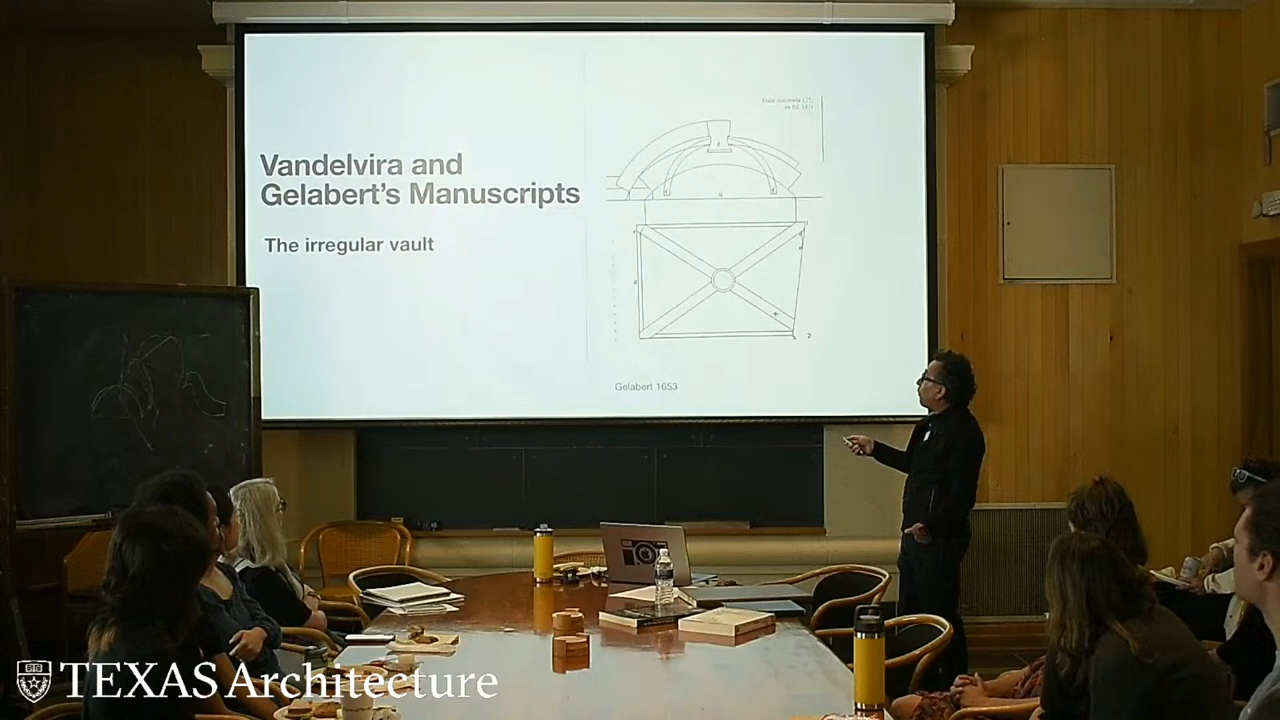 Vandelvira and
Gelabert's Manuscripts
The irregular vault
Gelabert 1653
TEXAS Architecture